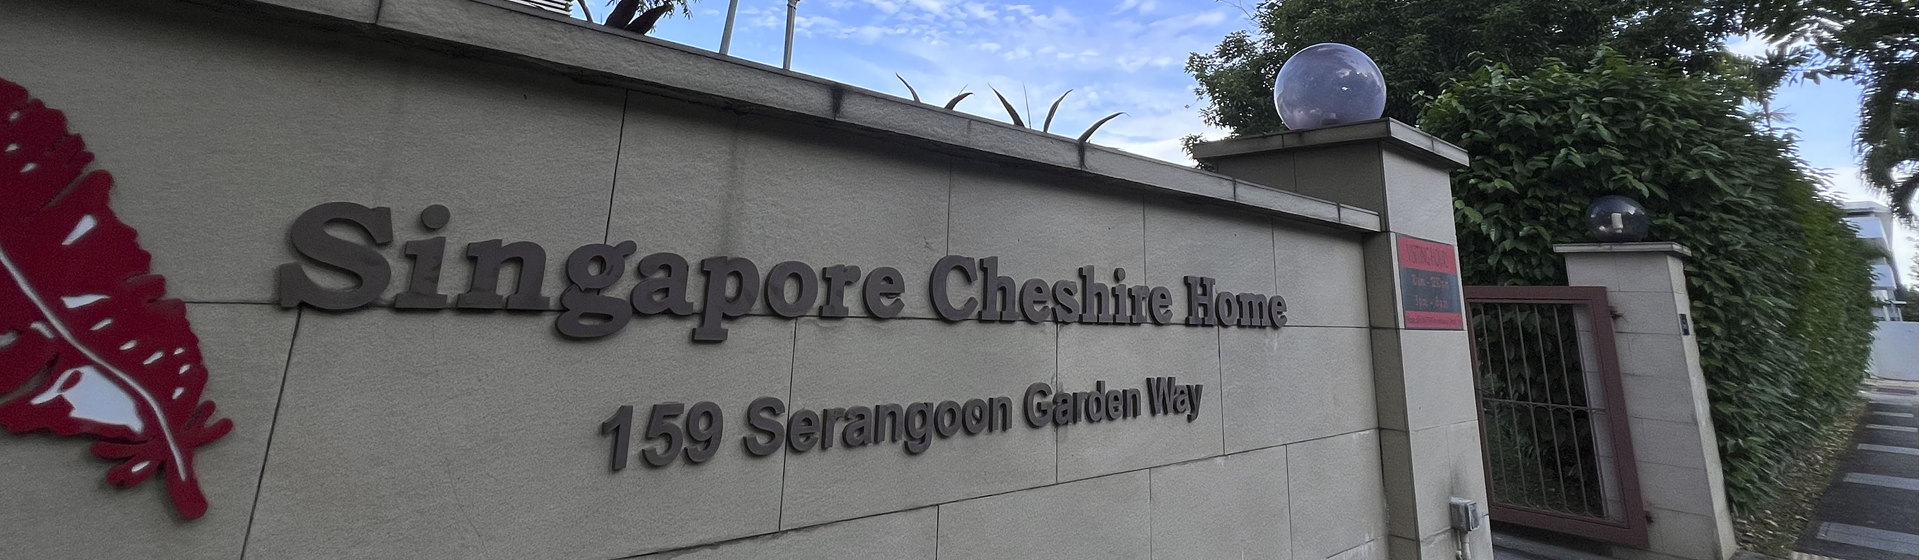 Singapore Cheshire Home
159 Serangoon Garden Way